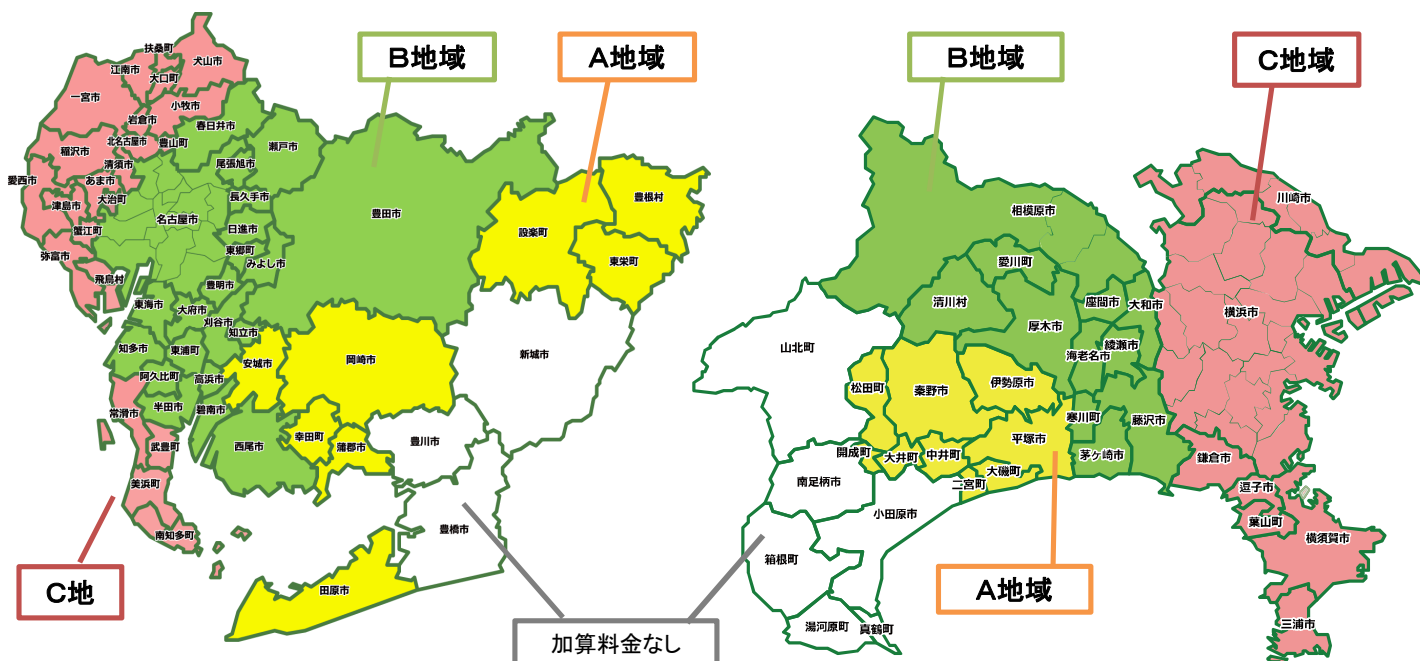 B地域
A地域
C地
加算料金なし
扶桑町
犬山市
江南市
大口町
一宮市
小牧市
岩倉市
春日井市
北名古屋市
豊山町
瀬戸市
稲沢市
清須市
尾張旭市
愛西市
あま市
長久手市
津島市
大治町
名古屋市
日進市
豊田市
蟹江町
東郷町
みよし市
弥富市
飛島村
豊明市
東海市
大府市
刈谷市
知立市
知多市
東浦町
安城市
岡崎市
阿久比町
高浜市
半田市
碧南市
常滑市
西尾市
幸田町
蒲郡市
武豊町
美浜町
南知多町
豊根村
設楽町
東栄町
新城市
豊川市
豊橋市
田原市
B地域
C地域
A地域
相模原市
川崎市
愛川町
清川村
座間市
大和市
厚木市
横浜市
山北町
海老名市
綾瀬市
松田町
秦野市
伊勢原市
寒川町
藤沢市
平塚市
開成町
大井町
中井町
茅ヶ崎市
鎌倉市
大磯町
二宮町
南足柄市
逗子市
小田原市
葉山町
横須賀市
箱根町
湯河原町
真鶴町
三浦市